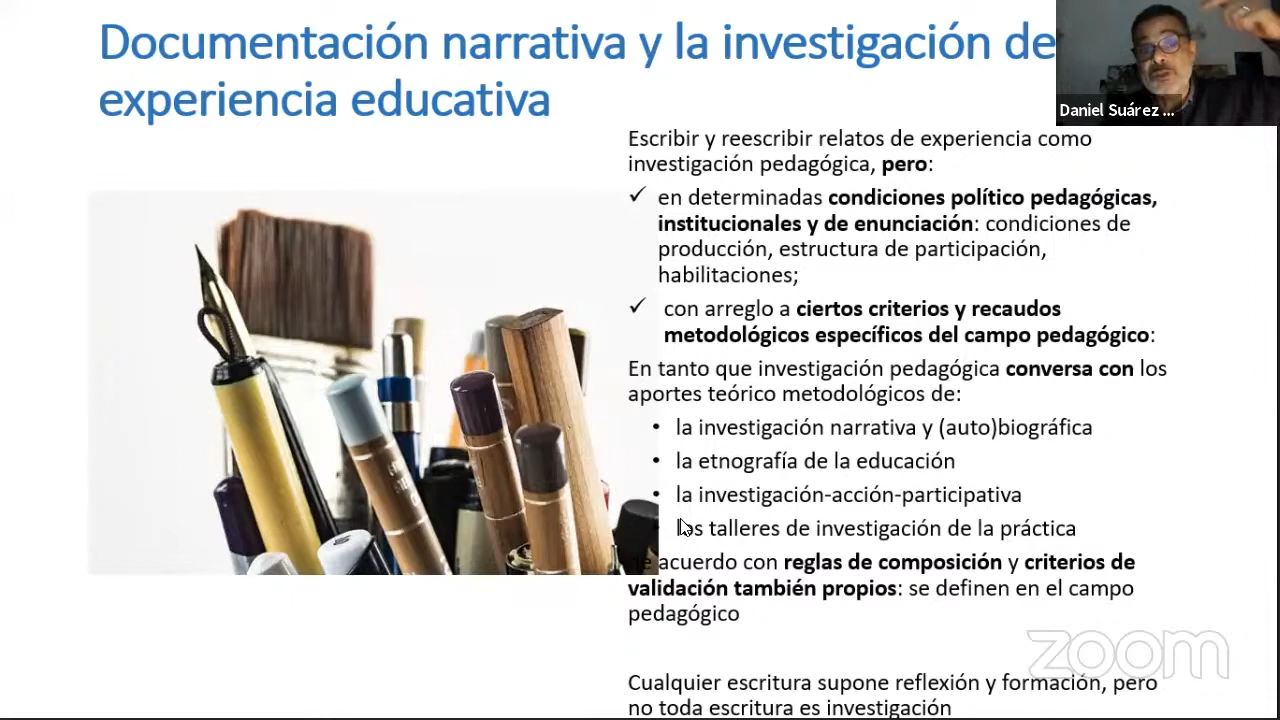 Documentación narrativa y la investigación de
experiencia educativa
Daniel Suárez ...
Escribir y reescribir relatos de experiencia como
investigación pedagógica, pero:
✓ en determinadas condiciones político pedagógicas,
institucionales y de enunciación: condiciones de
producción, estructura de participación,
habilitaciones;
✓ con arreglo a ciertos criterios y recaudos
metodológicos específicos del campo pedagógico:
En tanto que investigación pedagógica conversa con los
aportes teórico metodológicos de:
• la investigación narrativa y (auto)biográfica
• la etnografía de la educación
• la investigación-acción-participativa
• los talleres de investigación de la práctica
de acuerdo con reglas de composición y criterios de
validación también propios: se definen en el campo
pedagógico
zoom
Cualquier escritura supone reflexión y formación, pero
no toda escritura es investigación